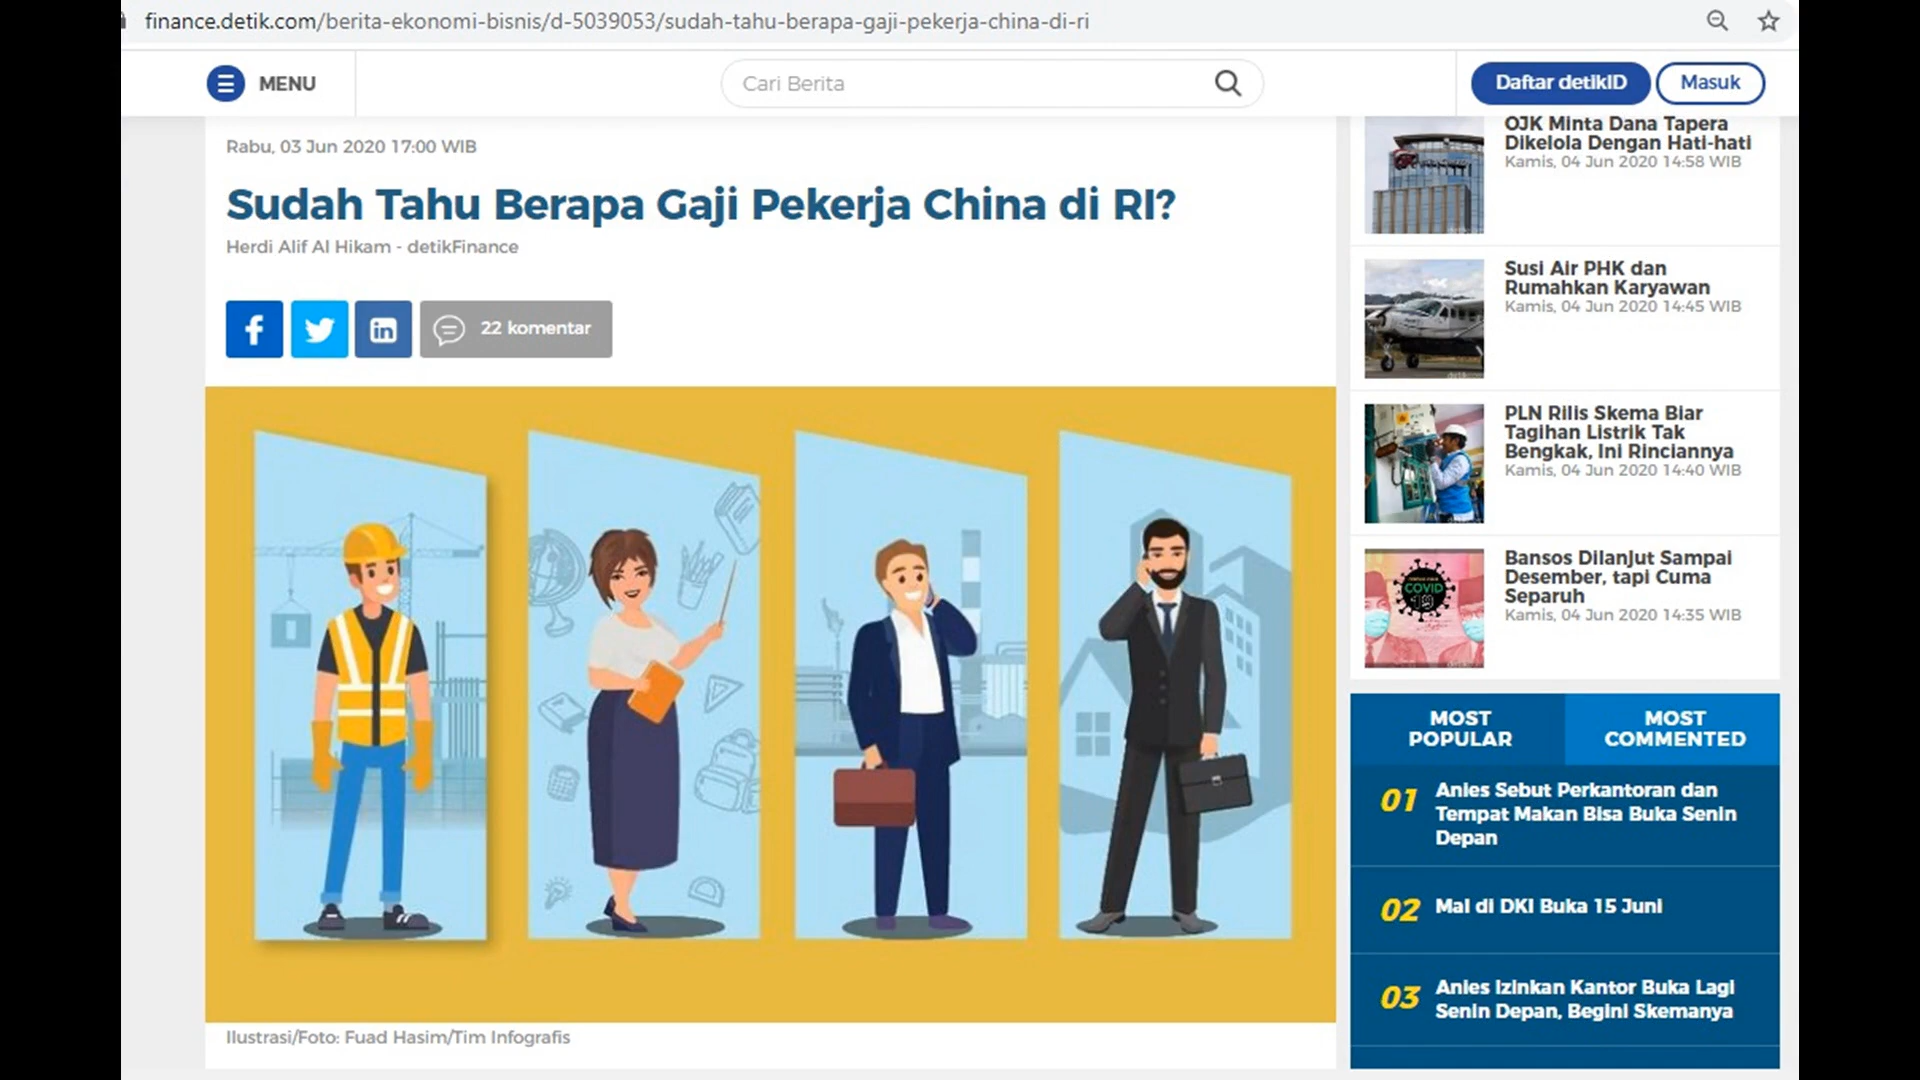 finance.detik.com/berita-ekonomi-bisnis/d-5039053/sudah-tahu-berapa-gaji-pekerja-china-di-ri
MENU
Cari Berita
Daftar detikID
Masuk
Rabu, 03 Jun 2020 17:00 WIB
Sudah Tahu Berapa Gaji Pekerja China di RI?
Herdi Alif Al Hikam - detikFinance
22 komentar
Ilustrasi/Foto: Fuad Hasim/Tim Infografis
OJK Minta Dana Tapera
Dikelola Dengan Hati-hati
Kamis, 04 Jun 2020 14:58 WIB
Susi Air PHK dan
Rumahkan Karyawan
Kamis, 04 Jun 2020 14:45 WIB
PLN Rilis Skema Biar
Tagihan Listrik Tak
Bengkak, Ini Rinciannya
Kamis, 04 Jun 2020 14:40 WIB
COVID
19
Bansos Dilanjut Sampai
Desember, tapi Cuma
Separuh
Kamis, 04 Jun 2020 14:35 WIB
MOST
POPULAR
MOST
COMMENTED
01
Anies Sebut Perkantoran dan
Tempat Makan Bisa Buka Senin
Depan
02
Mal di DKI Buka 15 Juni
03
Anies Izinkan Kantor Buka Lagi
Senin Depan, Begini Skemanya